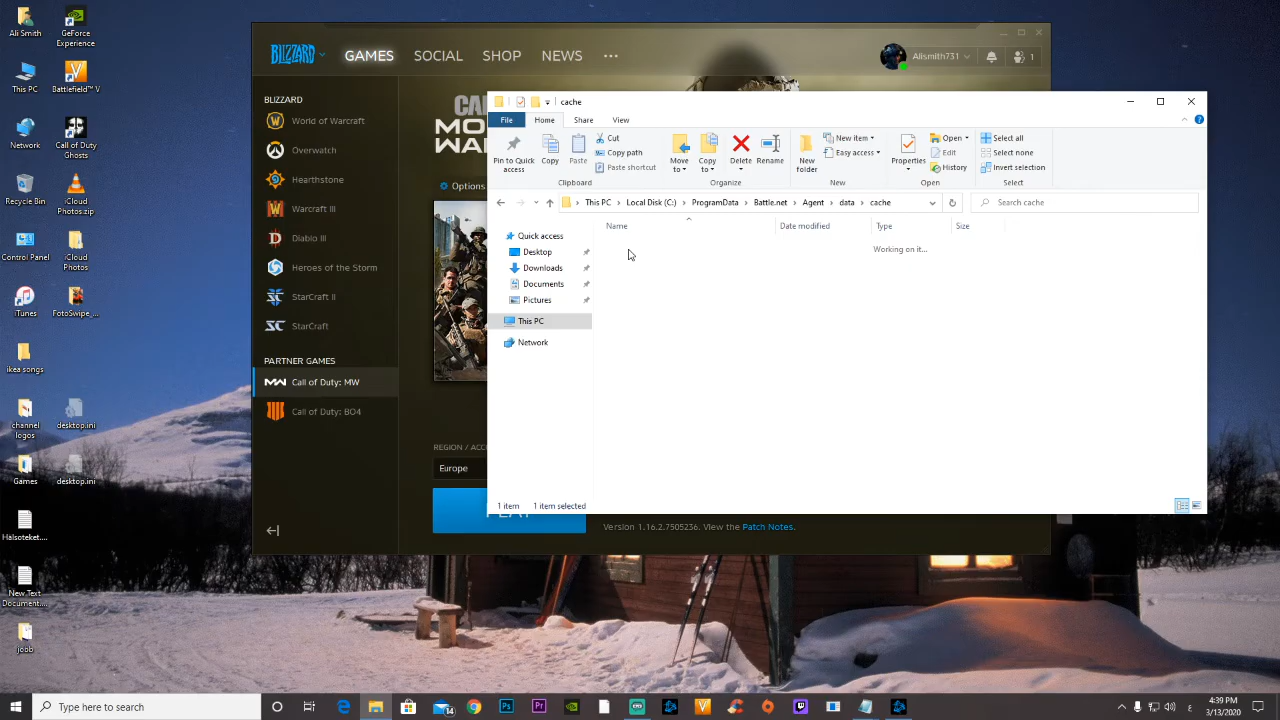 Ali Smith
GeForce
Experience
This PC
Battlefield™ V
Network
Call of Duty
Ghosts
Recycle Bin
iCloud
Photos.zip
Control Panel
iCloud
Photos
iTunes
FotoSwipe_...
ikea songs
channel
logos
desktop.ini
Games
desktop.ini
Hälsoteket....
New Text
Document....
joob
BLIZZARD
GAMES
SOCIAL
SHOP
NEWS
•••
Alismith731
1
BLIZZARD
World of Warcraft
Overwatch
Hearthstone
Warcraft III
Diablo III
Heroes of the Storm
StarCraft II
StarCraft
PARTNER GAMES
Call of Duty: MW
Call of Duty: BO4
Options
REGION / ACC
Europe
Version 1.16.2.7505236. View the Patch Notes.
cache
File
Home
Share
View
Pin to Quick
access
Copy
Paste
Cut
Copy path
Paste shortcut
Clipboard
Move
to
Copy
to
Delete
Rename
Organize
New
folder
New item
Easy access
New
Properties
Open
Edit
History
Open
Select all
Select none
Invert selection
Select
This PC > Local Disk (C:) > ProgramData > Battle.net > Agent > data > cache
Search cache
Name
Date modified
Type
Size
Working on it...
Quick access
Desktop
Downloads
Documents
Pictures
This PC
Network
1 item
1 item selected
Type here to search
14
4:39 PM
3/13/2020